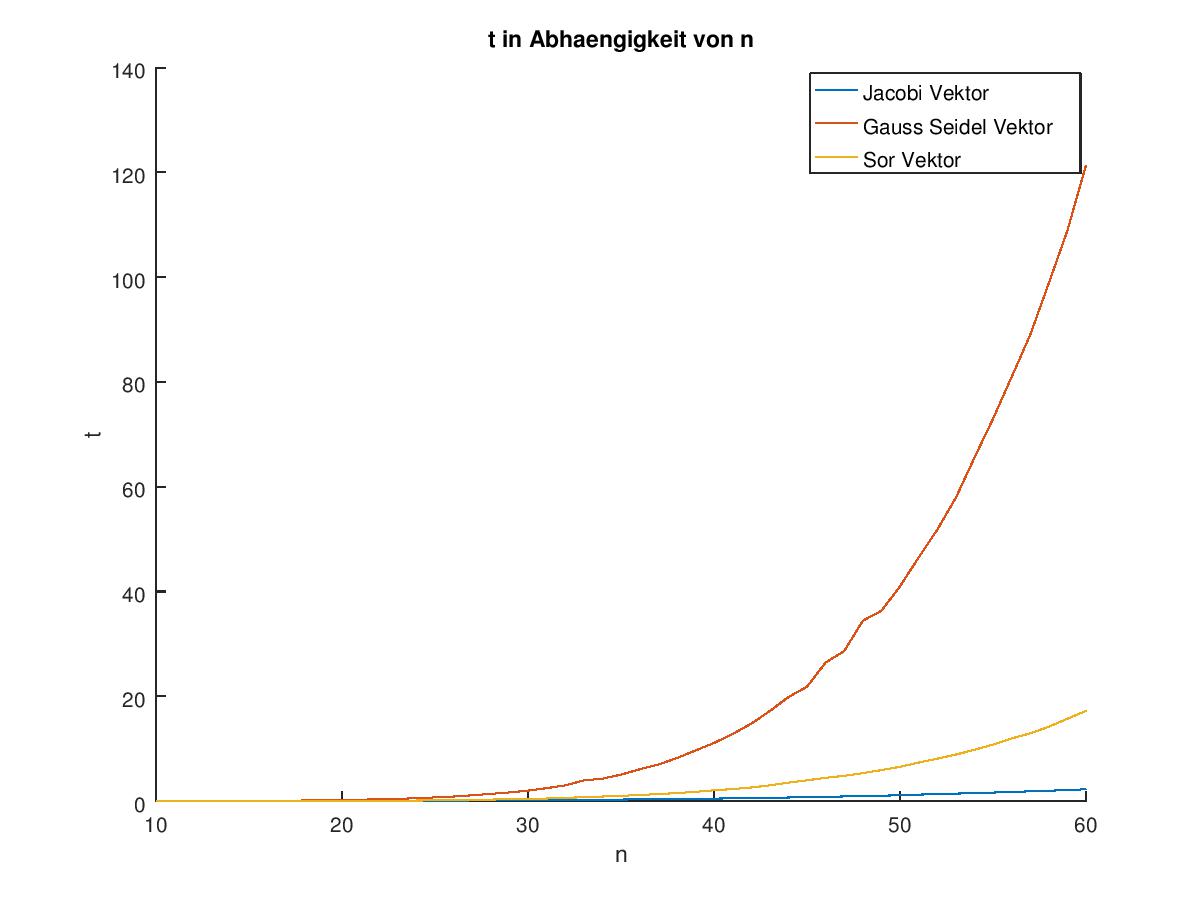 t in Abhaengigkeit von n
140
120
100
80
60
40
20
0
t
Jacobi Vektor
Gauss Seidel Vektor
Sor Vektor
10 20 30 40 50 60
n